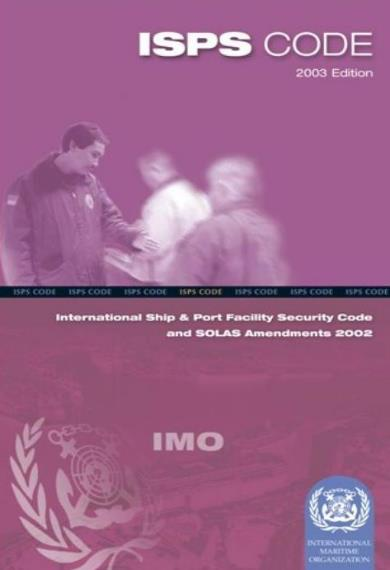 ISPS CODE
2003 Edition
ISPS CODE ISPS CODE ISPS CODE ISPS CODE ISPS CODE ISPS CODE ISPS CODE
International Ship & Port Facility Security Code
and SOLAS Amendments 2002
IMO
INTERNATIONAL
MARITIME
ORGANIZATION